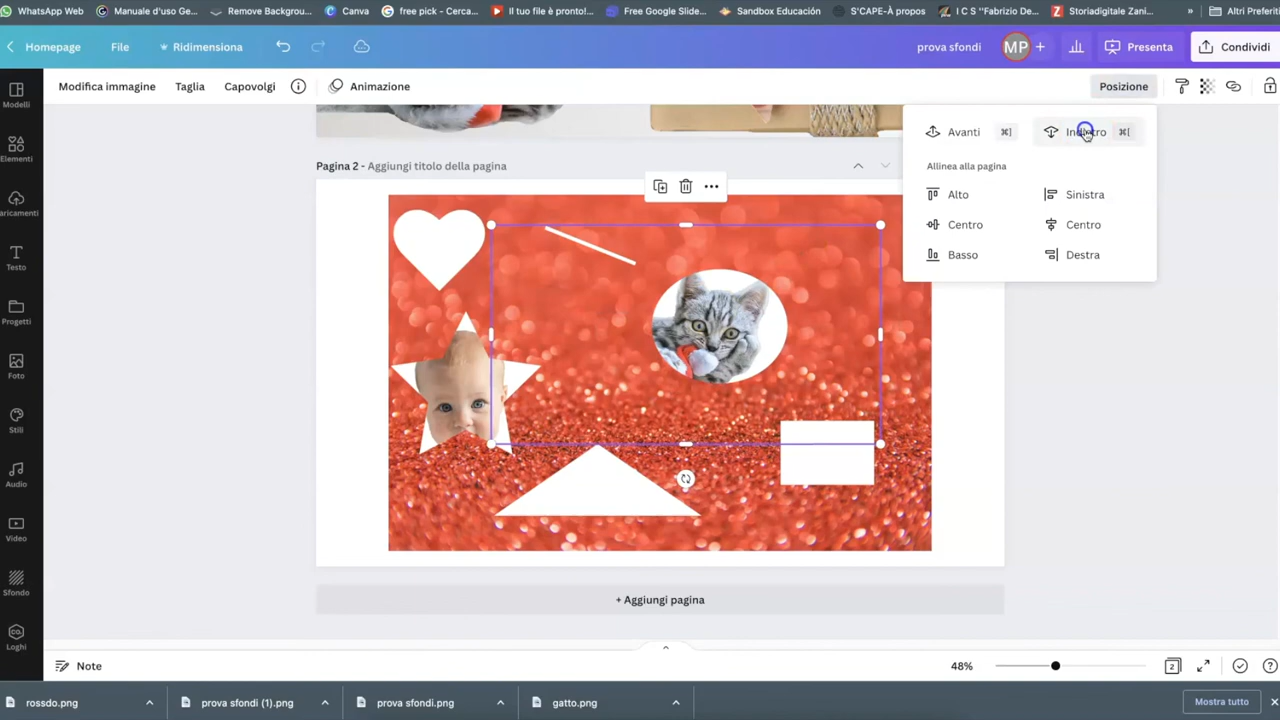 WhatsApp Web
Manuale d'uso Ge...
Remove Backgrou...
Canva
free pick - Cerca...
Il tuo file è pronto!...
Free Google Slide...
Sandbox Educación
S'CAPE-À propos
I C S ''Fabrizio De...
Storiadigitale Zani...
»
Altri Preferiti
Homepage
File
Ridimensiona
prova sfondi
MP
+
Presenta
Condividi
Modifica immagine
Taglia
Capovolgi
Animazione
Posizione
Modelli
Elementi
aricamenti
Testo
Progetti
Foto
Stili
Audio
Video
Sfondo
CO.
Loghi
Pagina 2 - Aggiungi titolo della pagina
Avanti
⌘]
⌘[
Allinea alla pagina
Alto
Sinistra
Centro
Centro
Basso
Destra
+ Aggiungi pagina
Note
48%
2
rossdo.png
prova sfondi (1).png
prova sfondi.png
gatto.png
Mostra tutto